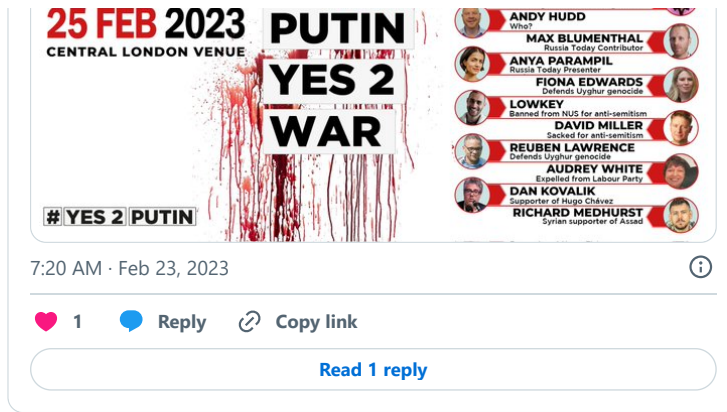 25 FEB 2023
CENTRAL LONDON VENUE
PUTIN
YES 2
WAR
#YES 2 PUTIN
ANDY HUDD
Who?
MAX BLUMENTHAL
Russia Today Contributor
ANYA PARAMPIL
Russia Today Presenter
FIONA EDWARDS
Defends Uyghur genocide
LOWKEY
Banned from NUS for anti-semitism
DAVID MILLER
Sacked for anti-semitism
REUBEN LAWRENCE
Defends Uyghur genocide
AUDREY WHITE
Expelled from Labour Party
DAN KOVALIK
Supporter of Hugo Chávez
RICHARD MEDHURST
Syrian supporter of Assad
7:20 AM · Feb 23, 2023
1 Reply Copy link
Read 1 reply